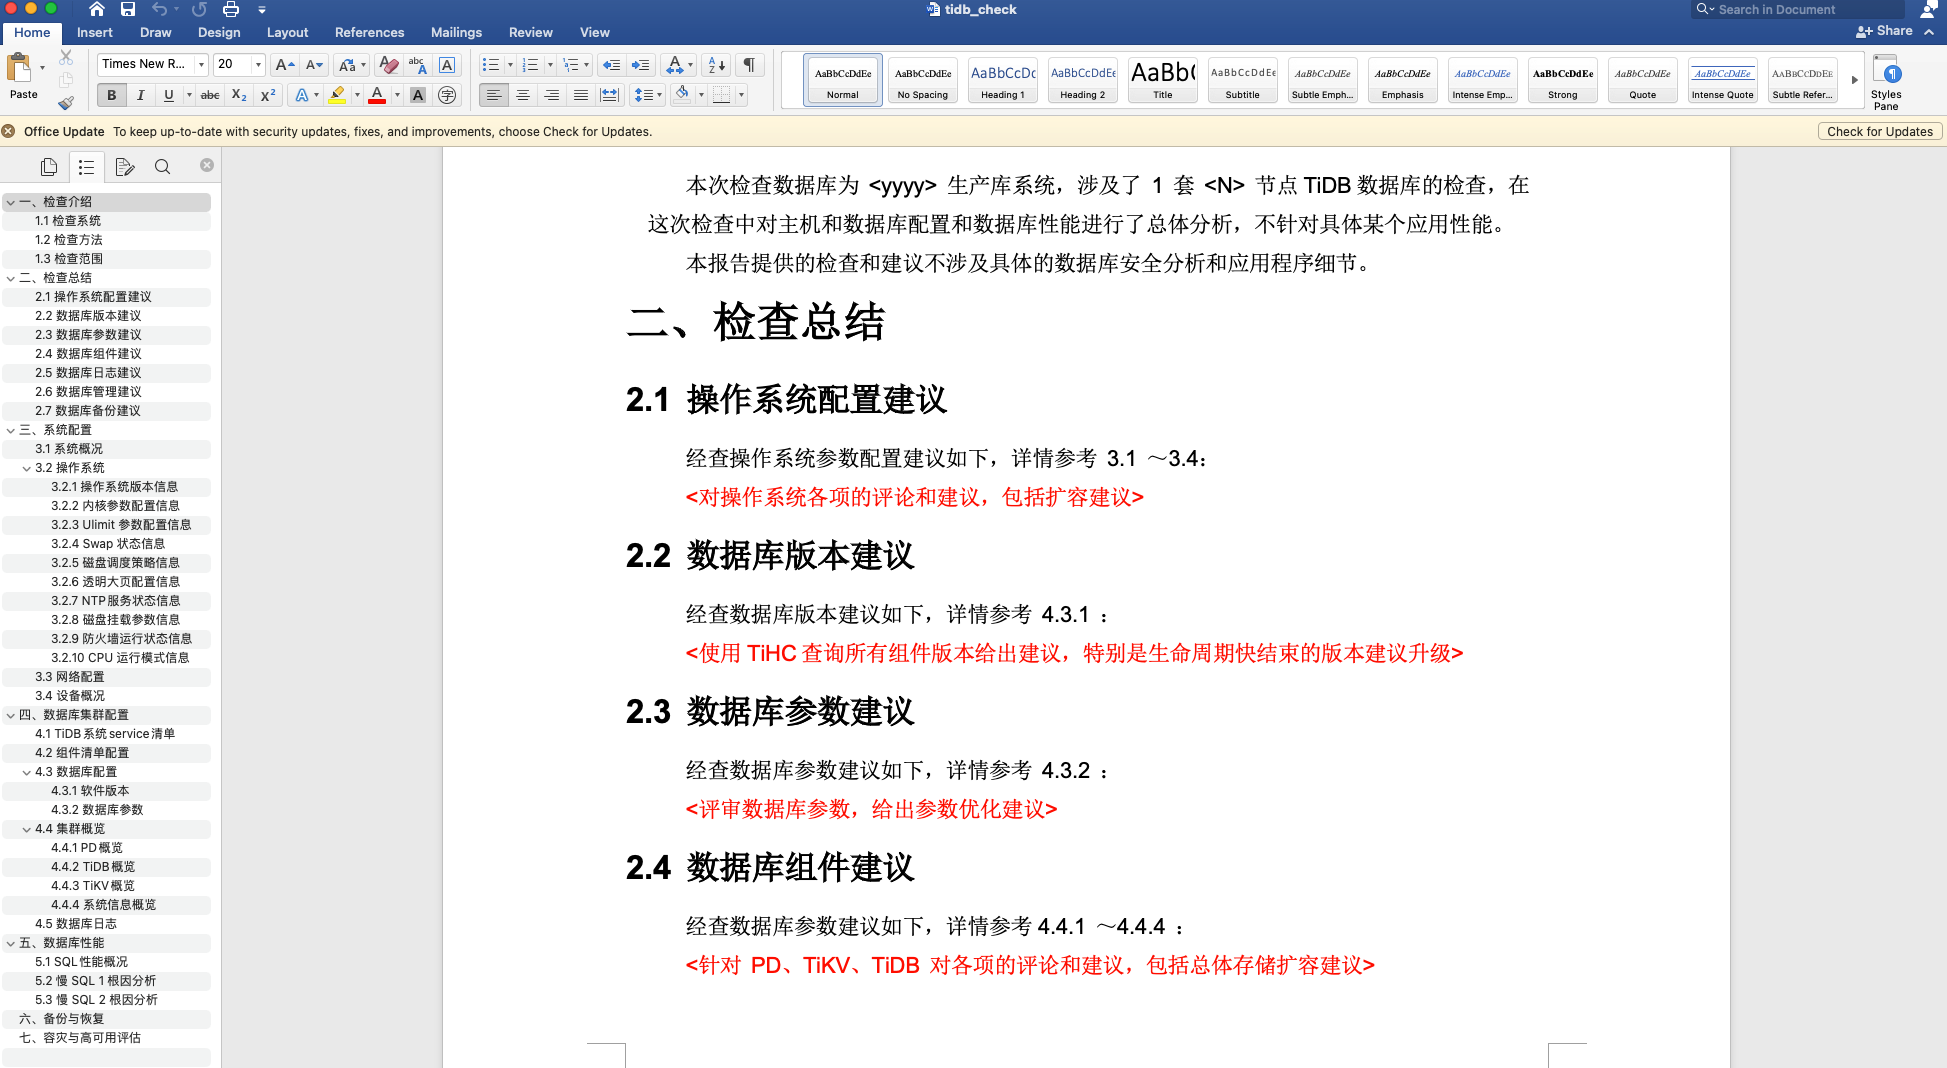 tidb_check
Search in Document
Home Insert Draw Design Layout References Mailings Review View
Share
Paste
Times New R... 20
AaBbCcDdEe AaBbCcDdEe AaBbCcDc AaBbCcDdEe AaBb( AaBbCcDdEe AaBbCcDdEe AaBbCcDdEe AaBbCcDdEe AaBbCcDdEe AaBbCcDdEe AaBbCcDdEe AaBbCcDdEe
Normal No Spacing Heading 1 Heading 2 Title Subtitle Subtle Emph... Emphasis Intense Emp... Strong Quote Intense Quote Subtle Refer...
Styles
Pane
Office Update To keep up-to-date with security updates, fixes, and improvements, choose Check for Updates.
Check for Updates
一、检查介绍
1.1 检查系统
1.2 检查方法
1.3 检查范围
二、检查总结
2.1 操作系统配置建议
2.2 数据库版本建议
2.3 数据库参数建议
2.4 数据库组件建议
2.5 数据库日志建议
2.6 数据库管理建议
2.7 数据库备份建议
三、系统配置
3.1 系统概况
3.2 操作系统
3.2.1 操作系统版本信息
3.2.2 内核参数配置信息
3.2.3 Ulimit 参数配置信息
3.2.4 Swap 状态信息
3.2.5 磁盘调度策略信息
3.2.6 透明大页配置信息
3.2.7 NTP服务状态信息
3.2.8 磁盘挂载参数信息
3.2.9 防火墙运行状态信息
3.2.10 CPU 运行模式信息
3.3 网络配置
3.4 设备概况
四、数据库集群配置
4.1 TiDB系统service清单
4.2 组件清单配置
4.3 数据库配置
4.3.1 软件版本
4.3.2 数据库参数
4.4 集群概览
4.4.1 PD概览
4.4.2 TiDB概览
4.4.3 TiKV概览
4.4.4 系统信息概览
4.5 数据库日志
五、数据库性能
5.1 SQL性能概况
5.2 慢 SQL 1 根因分析
5.3 慢 SQL 2 根因分析
六、备份与恢复
七、容灾与高可用评估
本次检查数据库为 <yyyy> 生产库系统，涉及了 1 套 <N> 节点 TiDB 数据库的检查，在
这次检查中对主机和数据库配置和数据库性能进行了总体分析，不针对具体某个应用性能。
本报告提供的检查和建议不涉及具体的数据库安全分析和应用程序细节。
二、检查总结
2.1 操作系统配置建议
经查操作系统参数配置建议如下，详情参考 3.1 ～3.4：
<对操作系统各项的评论和建议，包括扩容建议>
2.2 数据库版本建议
经查数据库版本建议如下，详情参考 4.3.1 ：
<使用 TiHC 查询所有组件版本给出建议，特别是生命周期快结束的版本建议升级>
2.3 数据库参数建议
经查数据库参数建议如下，详情参考 4.3.2 ：
<评审数据库参数，给出参数优化建议>
2.4 数据库组件建议
经查数据库参数建议如下，详情参考 4.4.1 ～4.4.4 ：
<针对 PD、TiKV、TiDB 对各项的评论和建议，包括总体存储扩容建议>